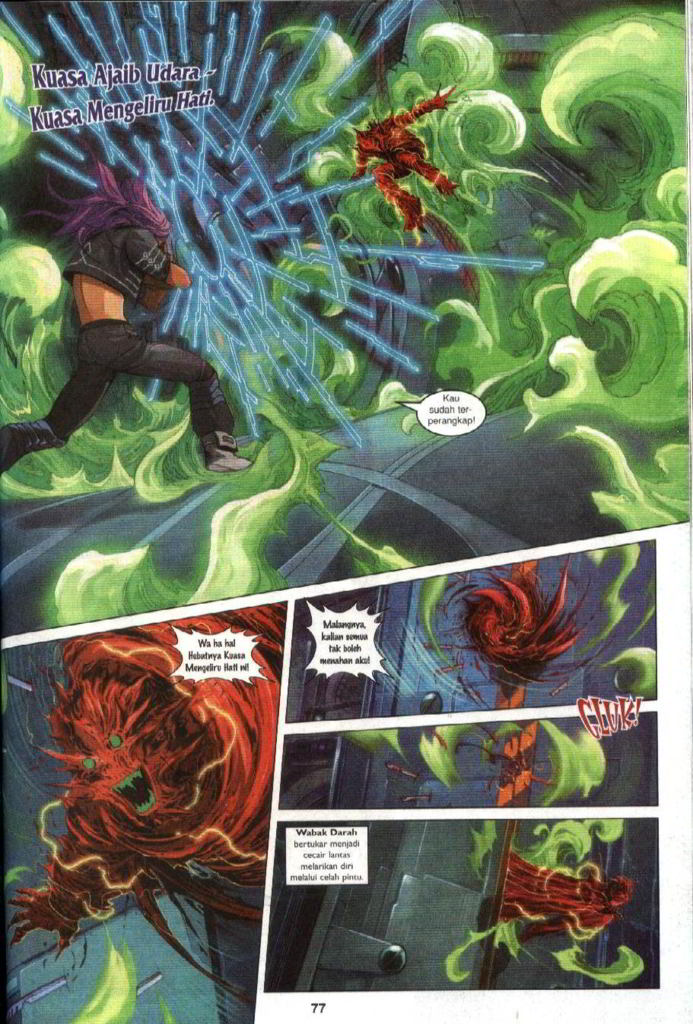 Kuasa Ajaib Udara -
Kuasa Mengeliru Hati.
Kau
sudah ter-
perangkap!
Wa ha ha!
Hebatnya Kuasa
Mengeliru Hati ni!
Malangnya,
kalian semua
tak boleh
menahan aku!
GLUK!
Wabak Darah
bertukar menjadi
cecair lantas
melarikan diri
melalui celah pintu.
77